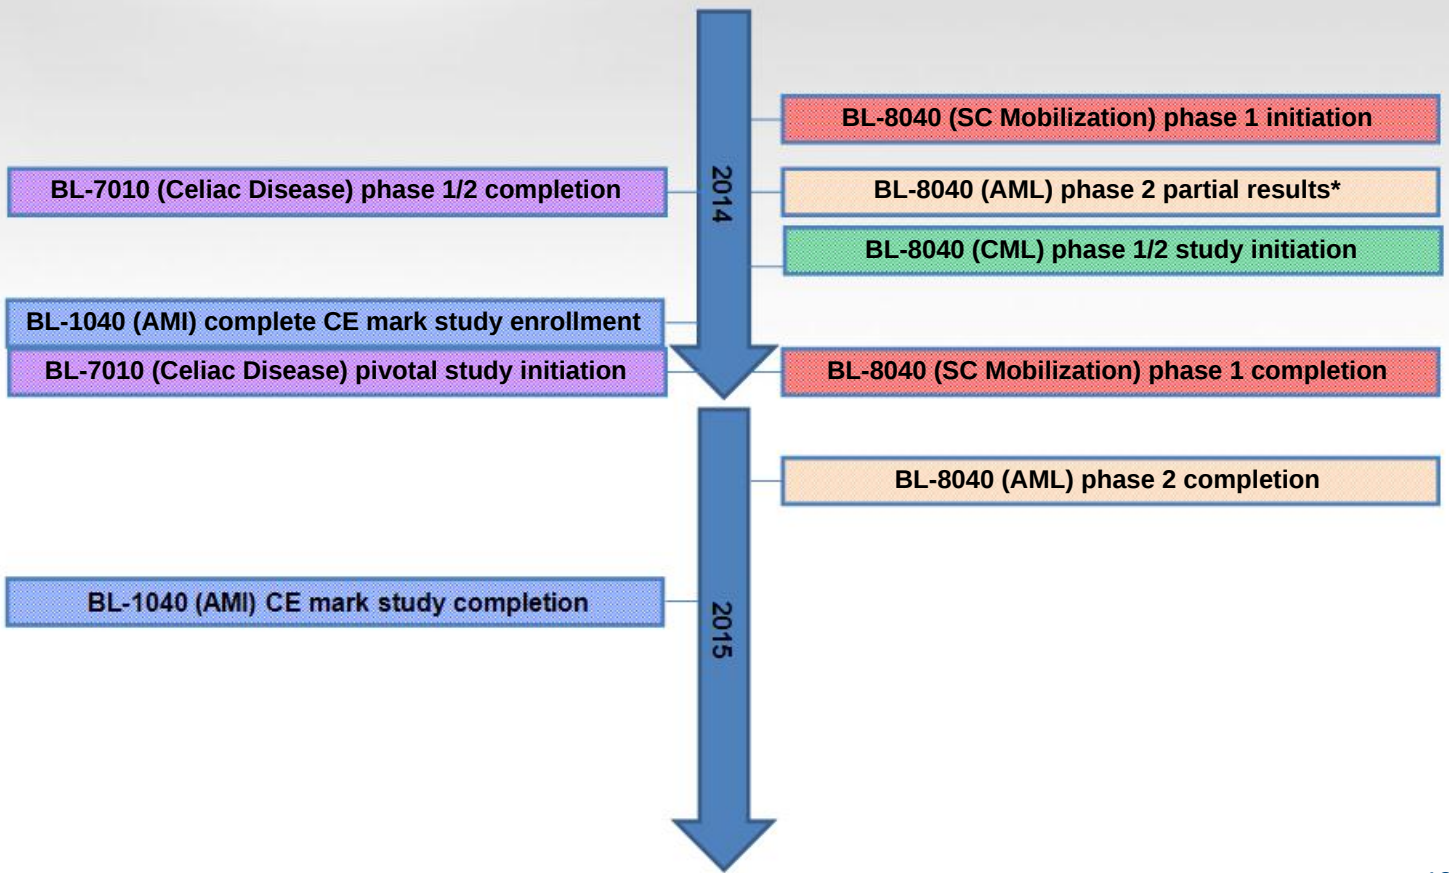 BL-8040 (SC Mobilization) phase 1 initiation
BL-7010 (Celiac Disease) phase 1/2 completion
2014
BL-8040 (AML) phase 2 partial results*
BL-8040 (CML) phase 1/2 study initiation
BL-1040 (AMI) complete CE mark study enrollment
BL-7010 (Celiac Disease) pivotal study initiation
BL-8040 (SC Mobilization) phase 1 completion
BL-8040 (AML) phase 2 completion
BL-1040 (AMI) CE mark study completion
2015